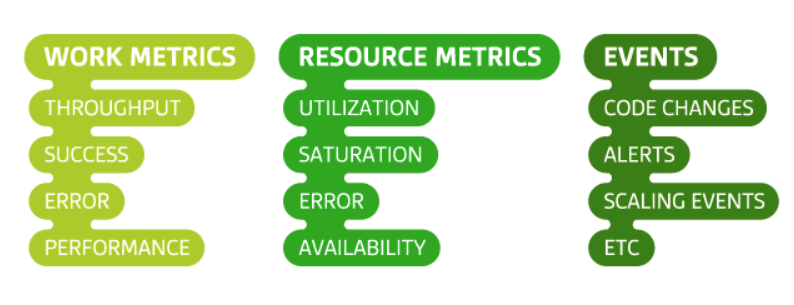 WORK METRICS
THROUGHPUT
SUCCESS
ERROR
PERFORMANCE
RESOURCE METRICS
UTILIZATION
SATURATION
ERROR
AVAILABILITY
EVENTS
CODE CHANGES
ALERTS
SCALING EVENTS
ETC